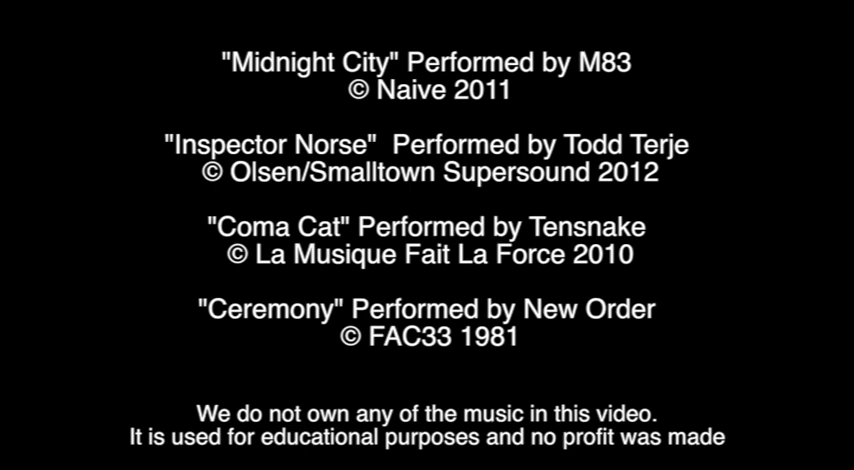 "Midnight City" Performed by M83
© Naive 2011
"Inspector Norse"  Performed by Todd Terje
© Olsen/Smalltown Supersound 2012
"Coma Cat" Performed by Tensnake
© La Musique Fait La Force 2010
"Ceremony" Performed by New Order
© FAC33 1981
We do not own any of the music in this video.
It is used for educational purposes and no profit was made